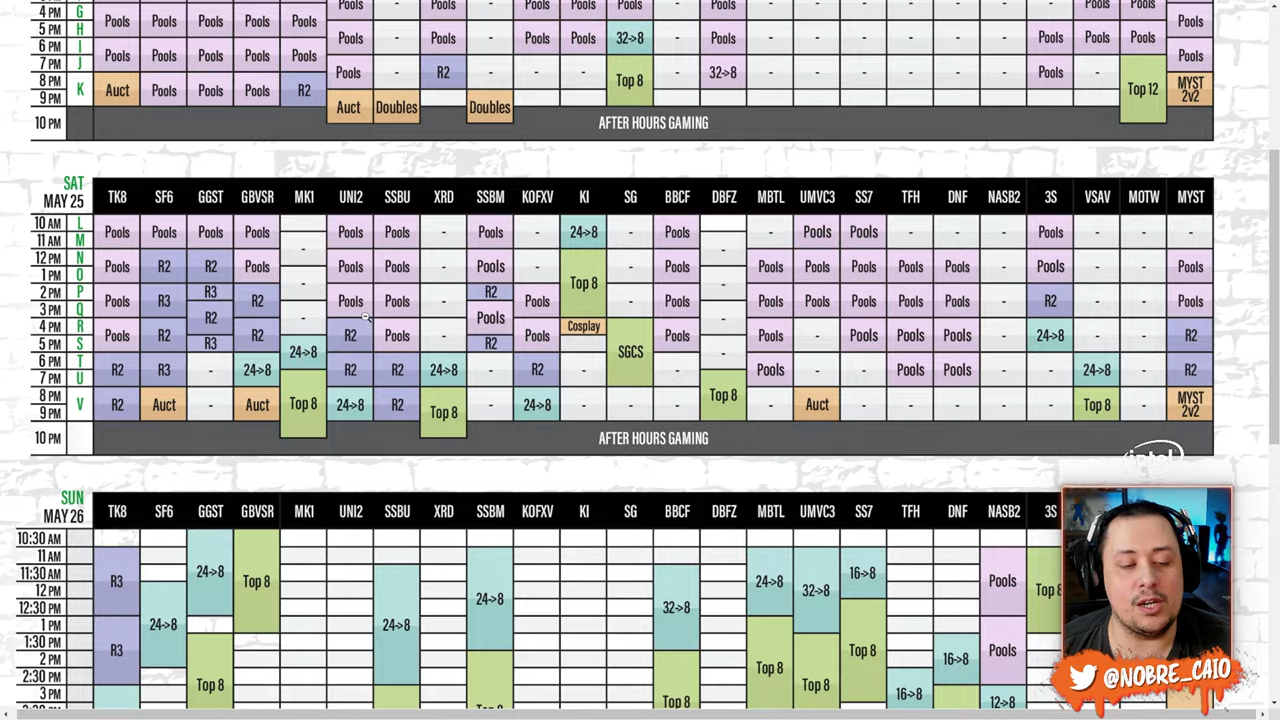 Pools Pools Pools Pools Pools Pools Pools
4 PM G Pools Pools Pools Pools Pools Pools
5 PM H Pools Pools Pools Pools 32->8 Pools
6 PM I Pools Pools Pools Pools Pools Pools Pools Pools
7 PM J Pools - R2 - - - - 32->8 - - - - - - Pools -
8 PM K Auct Pools Pools Pools R2 Top 8 Top 12 MYST 2v2
9 PM Auct Doubles Doubles
10 PM AFTER HOURS GAMING
SAT
MAY 25 TK8 SF6 GGST GBVSR MK1 UNI2 SSBU XRD SSBM KOFXV KI SG BBCF DBFZ MBTL UMVC3 SS7 TFH DNF NASB2 3S VSAV MOTW MYST
10 AM L Pools Pools Pools Pools Pools Pools - Pools - 24->8 - Pools - - Pools Pools - - - Pools - - -
11 AM M -
12 PM N Pools R2 R2 Pools Pools Pools - Pools - - Pools Pools Pools Pools Pools Pools - Pools - - Pools
1 PM O - Top 8 -
2 PM P Pools R3 R3 R2 Pools Pools - R2 Pools - Pools Pools Pools Pools Pools Pools - R2 - - Pools
3 PM Q R2 - Pools -
4 PM R Pools R2 R2 Pools - Pools Cosplay Pools Pools Pools Pools Pools Pools - 24->8 - - R2
5 PM S R3 24->8 R2 SGCS -
6 PM T R2 R3 - 24->8 R2 R2 24->8 - R2 - - Pools - - Pools Pools - - 24->8 - R2
7 PM U
8 PM V R2 Auct - Auct Top 8 24->8 R2 Top 8 - 24->8 - - - Top 8 - Auct - - - - - Top 8 - MYST 2v2
9 PM
10 PM AFTER HOURS GAMING
intel
SUN
MAY 26 TK8 SF6 GGST GBVSR MK1 UNI2 SSBU XRD SSBM KOFXV KI SG BBCF DBFZ MBTL UMVC3 SS7 TFH DNF NASB2 3S
10:30 AM
11 AM
11:30 AM R3 24->8 Top 8 24->8 32->8 16->8 Pools
12 PM 24->8 32->8 Top 8
12:30 PM 24->8
1 PM 24->8
1:30 PM R3 Top 8 Pools
2 PM Top 8 16->8
2:30 PM Top 8 Top 8
3 PM Top 8 16->8 12->8
@NOBRE_CAIO